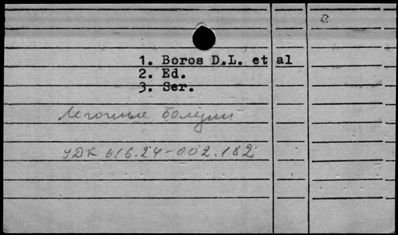 1. Boros D.L. et al
2. Ed.
3. Ser.
Легочные болезни
УДК 616.24-002.182